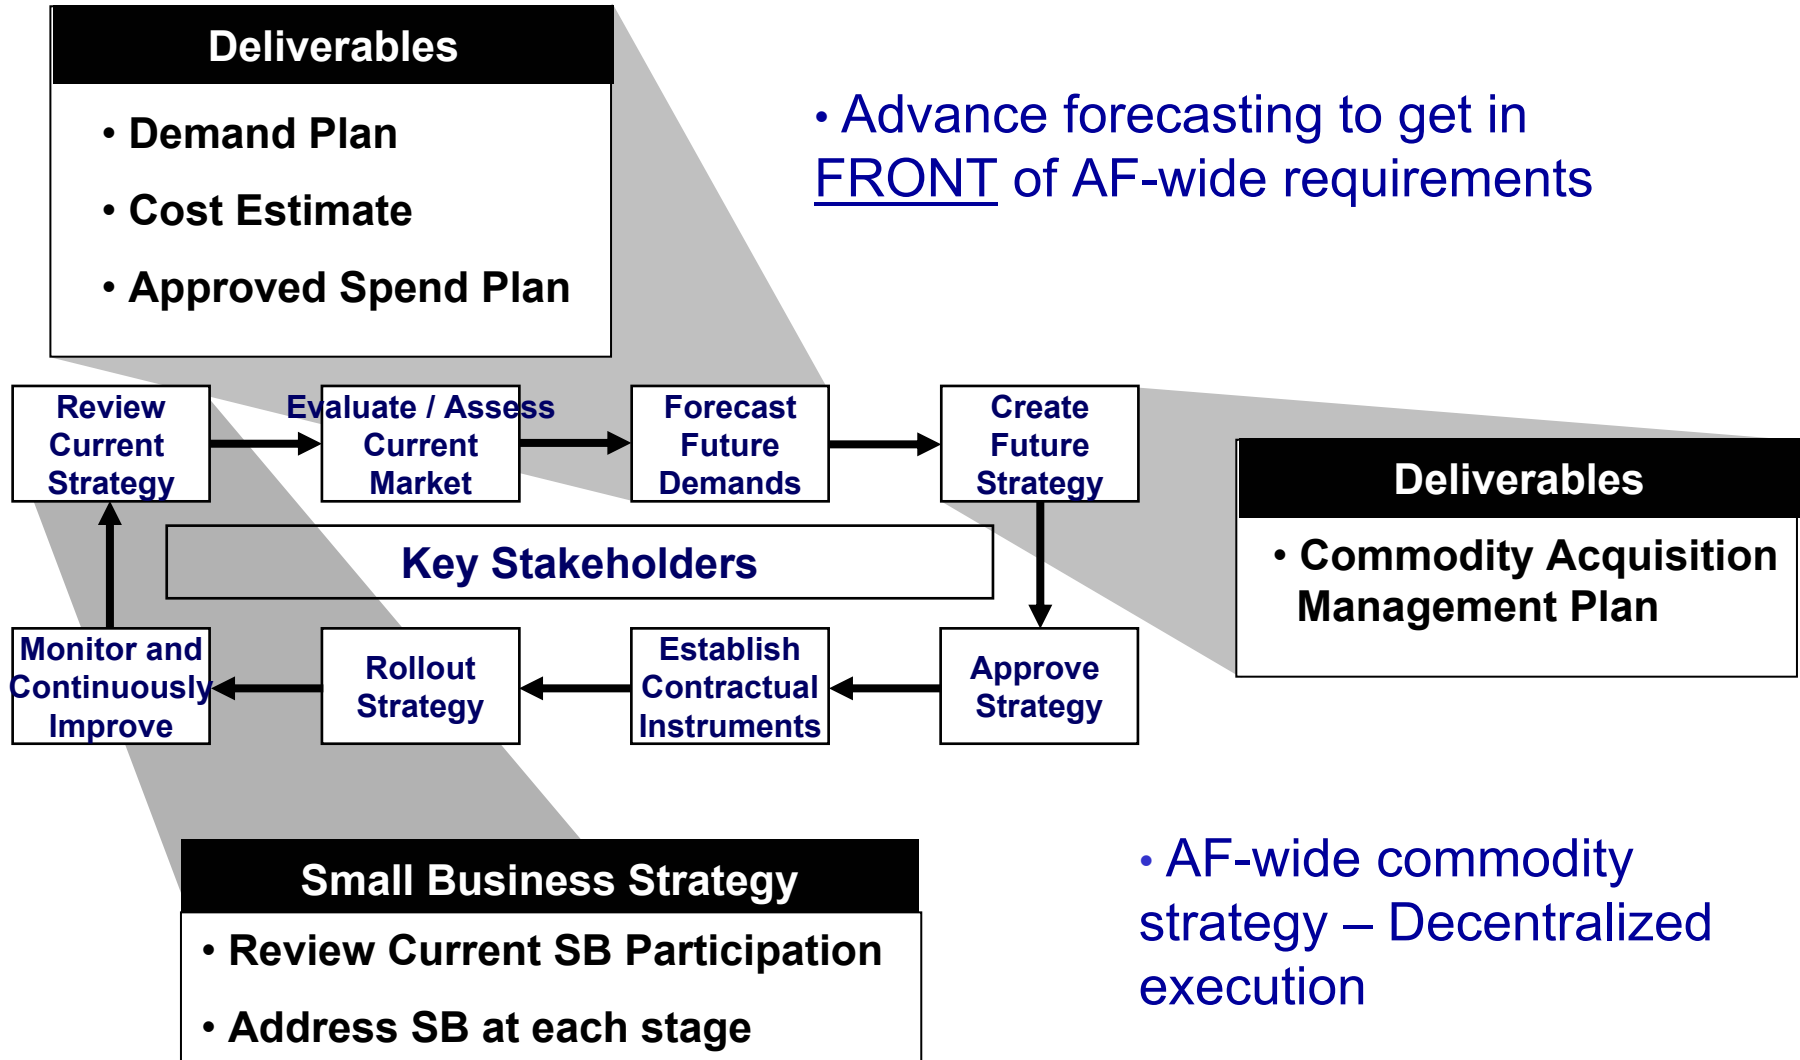 Deliverables
• Demand Plan
• Cost Estimate
• Approved Spend Plan
• Advance forecasting to get in
FRONT of AF-wide requirements
Review
Current
Strategy
Evaluate / Assess
Current
Market
Forecast
Future
Demands
Create
Future
Strategy
Deliverables
• Commodity Acquisition
Management Plan
Key Stakeholders
Monitor and
Continuously
Improve
Rollout
Strategy
Establish
Contractual
Instruments
Approve
Strategy
Small Business Strategy
• Review Current SB Participation
• Address SB at each stage
• AF-wide commodity
strategy – Decentralized
execution